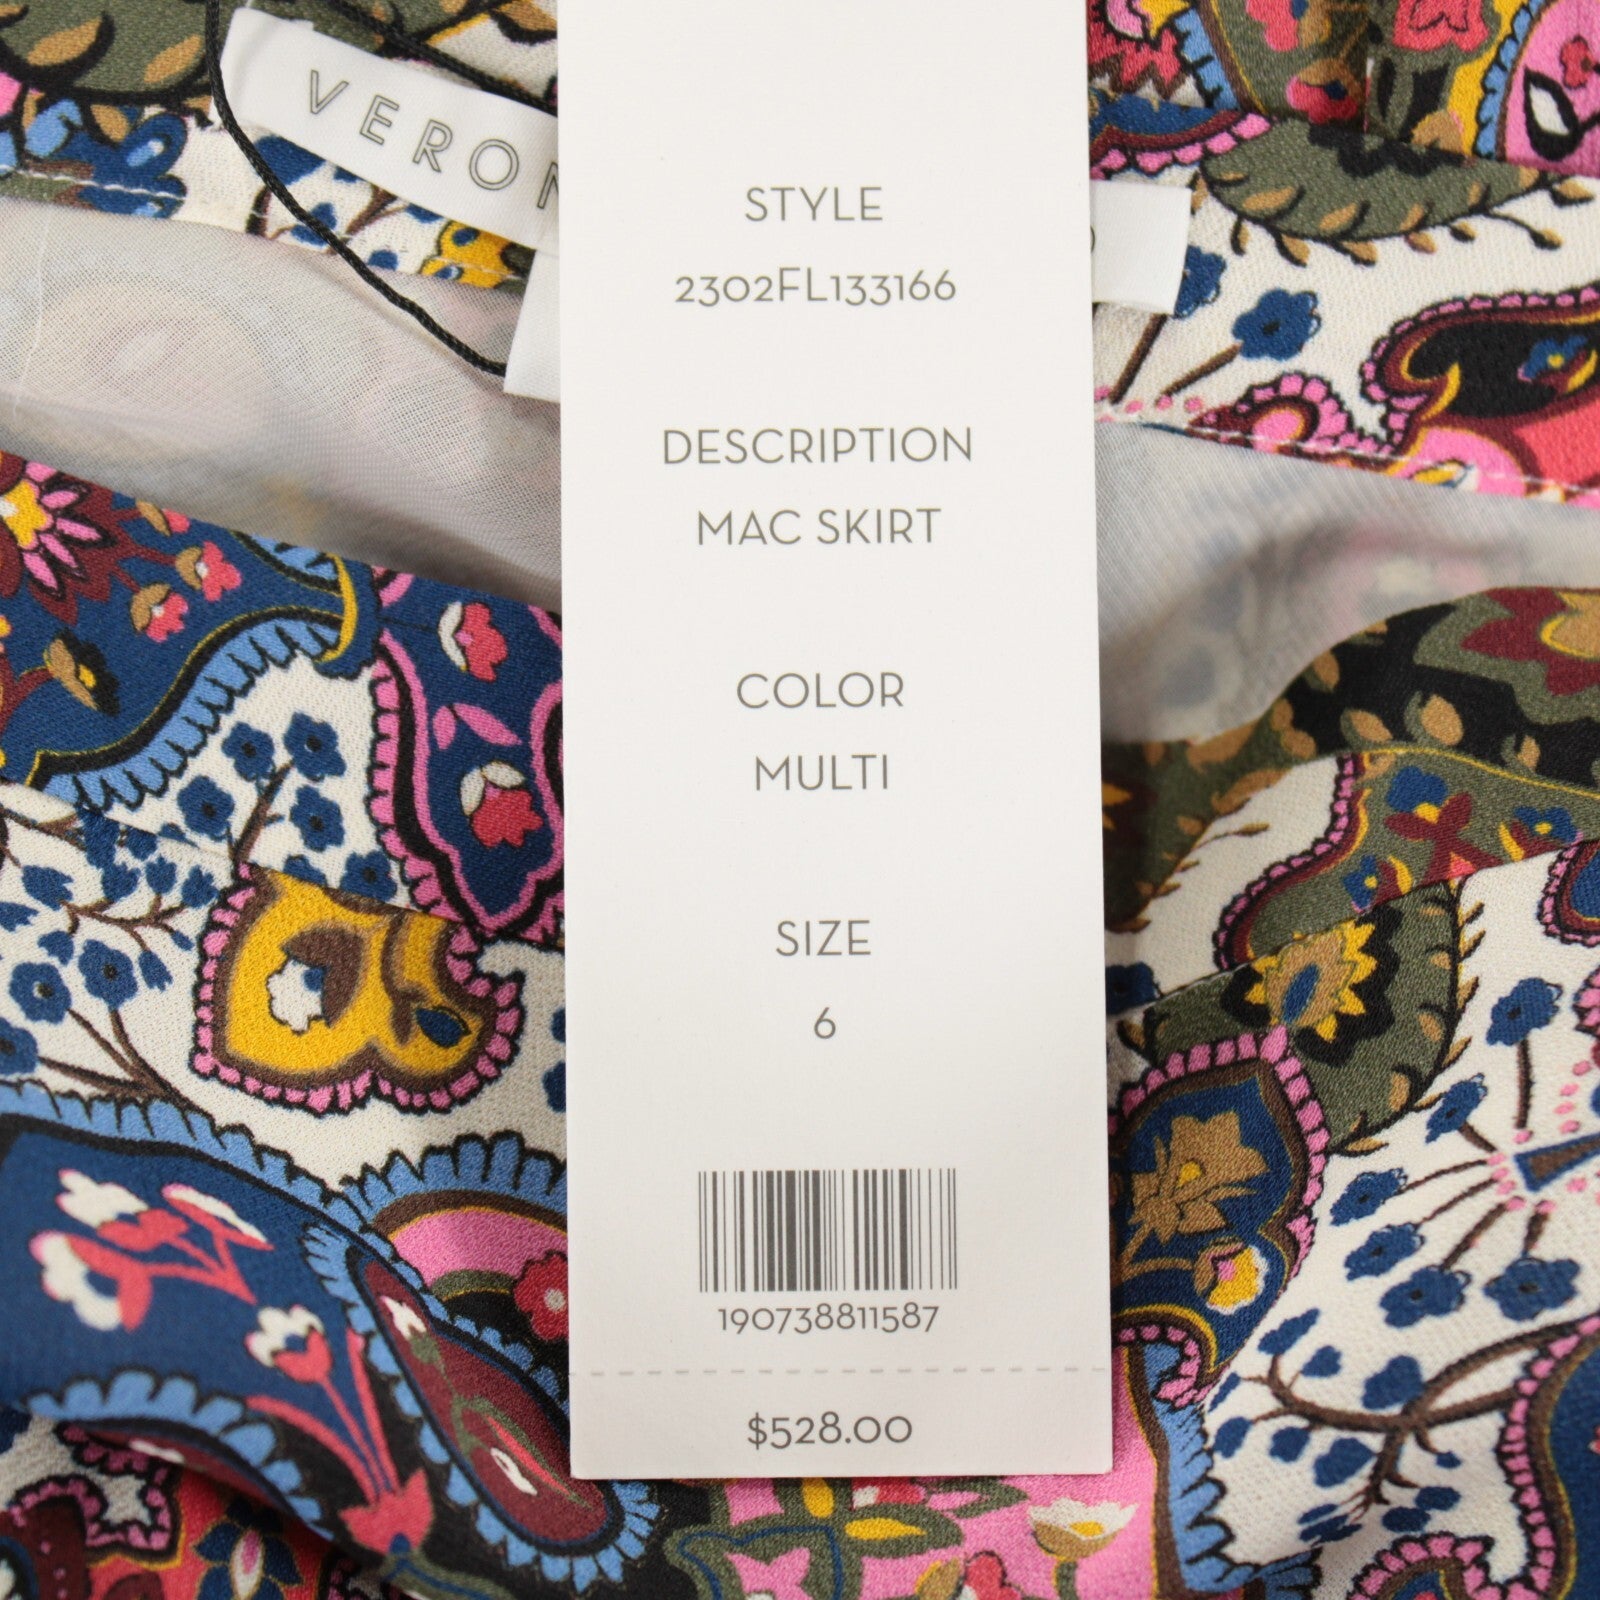 VERON
STYLE
2302FL133166
DESCRIPTION
MAC SKIRT
COLOR
MULTI
SIZE
6
190738811587
$528.00